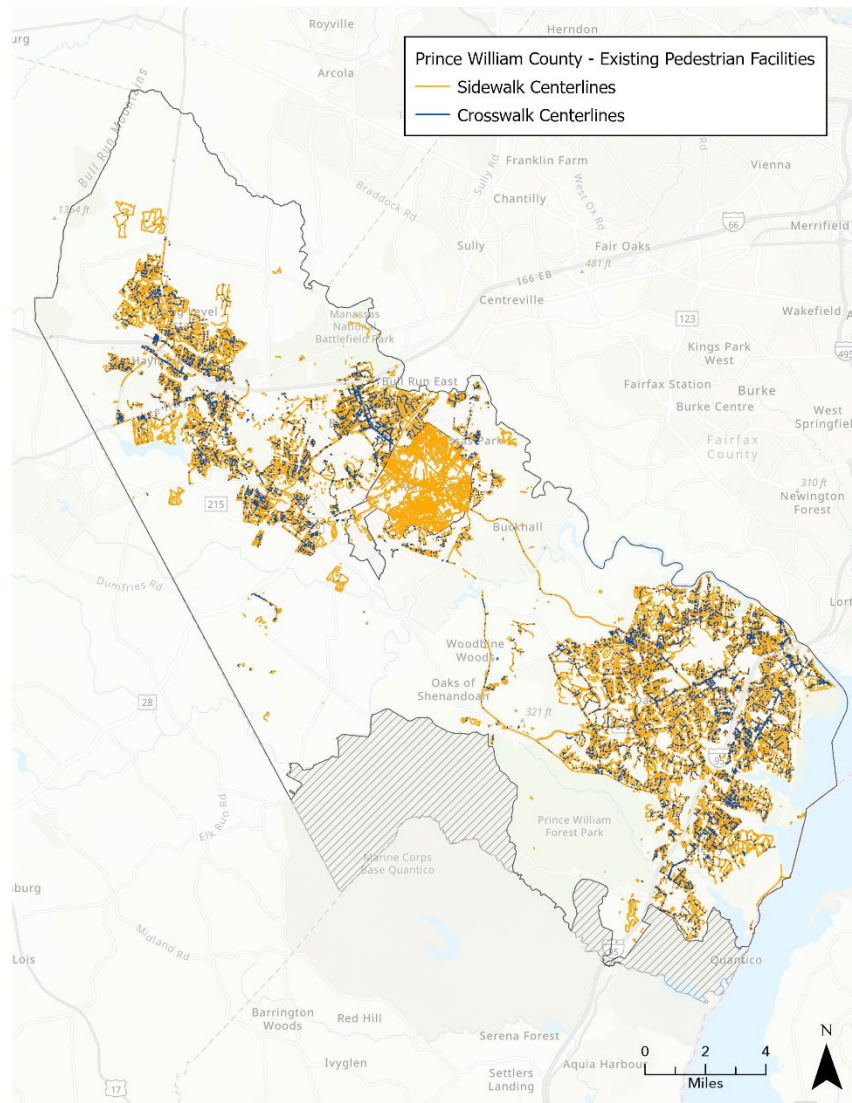 Royville
Herndon
Arcola
Prince William County - Existing Pedestrian Facilities
Sidewalk Centerlines
Crosswalk Centerlines
Bull Run Mountains
1364 ft
Braddock Rd
Sully Rd
West Ox Rd
Franklin Farm
Vienna
Chantilly
Merrifield
66
Sully
Fair Oaks
I66 EB
481 ft
Centreville
123
Wakefield
Manassas
National
Battlefield Park
Kings Park
West
495
Bull Run East
Fairfax Station
Burke
Burke Centre
West
Springfield
Fairfax
County
310 ft
Newington
Forest
215
Buckhall
Dumfries Rd
Woodbine
Woods
Oaks of
Shenandoah
321 ft
28
Elk Run Rd
Prince William
Forest Park
Marine Corps
Base Quantico
Midland Rd
Lois
95
Quantico
Barrington
Woods
Red Hill
Serena Forest
Aquia Harbour
Ivyglen
Settlers
Landing
17
0 2 4
Miles
N